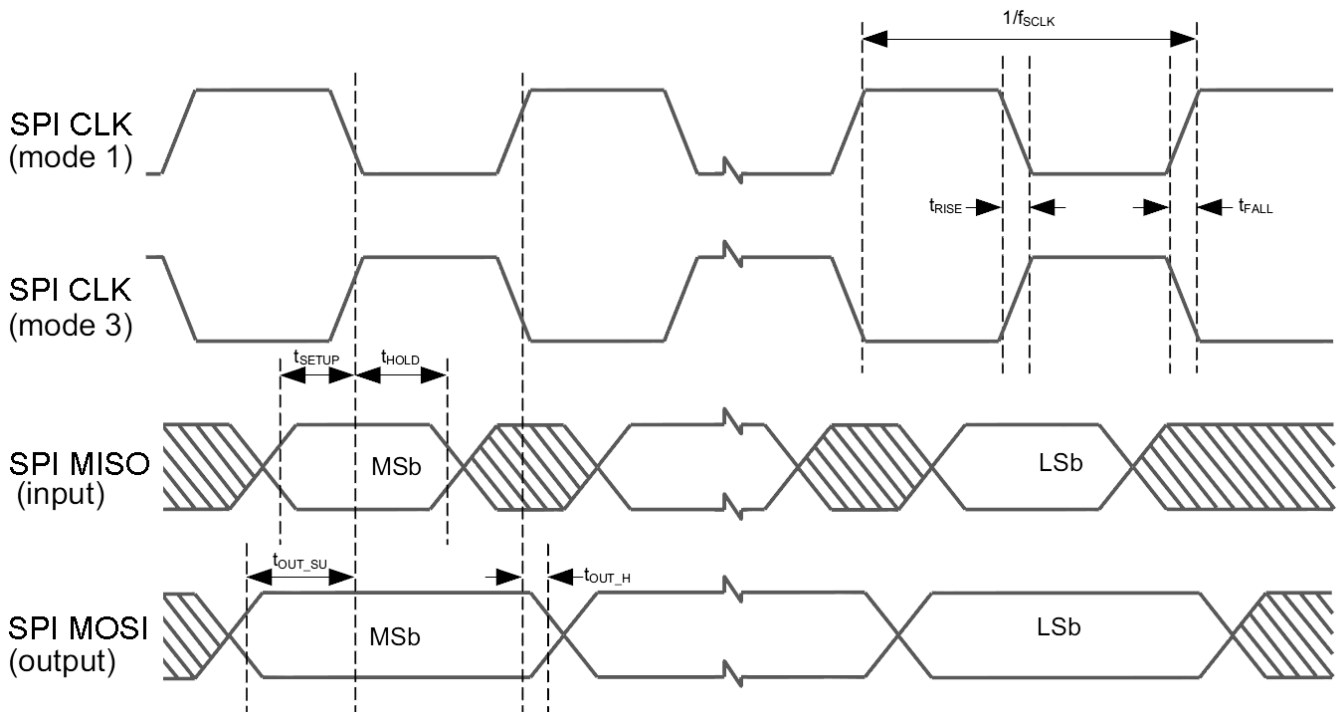 1/fSCLK
SPI CLK
(mode 1)
tRISE
tFALL
SPI CLK
(mode 3)
tSETUP
tHOLD
SPI MISO
(input)
MSb
LSb
tOUT_SU
tOUT_H
SPI MOSI
(output)
MSb
LSb